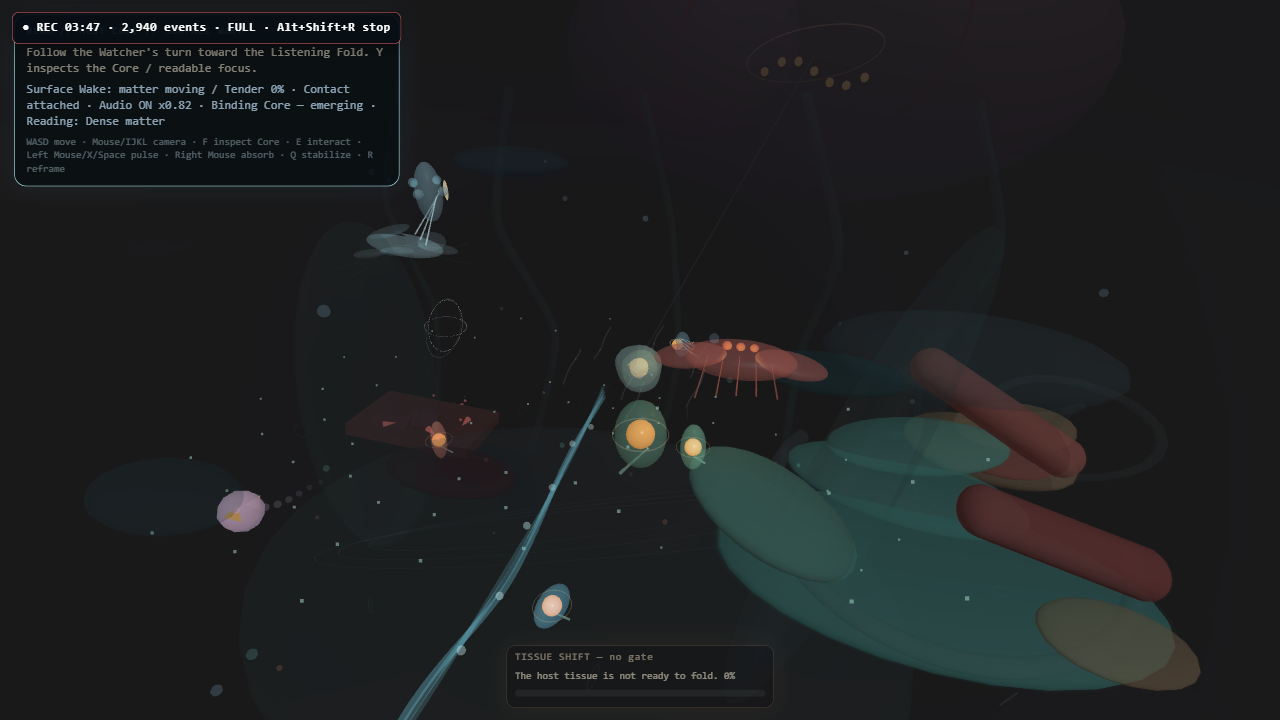 ● REC 03:47 · 2,940 events · FULL · Alt+Shift+R stop
Follow the Watcher's turn toward the Listening Fold. Y
inspects the Core / readable focus.
Surface Wake: matter moving / Tender 0% · Contact
attached · Audio ON x0.82 · Binding Core — emerging ·
Reading: Dense matter
WASD move · Mouse/IJKL camera · F inspect Core · E interact ·
Left Mouse/X/Space pulse · Right Mouse absorb · Q stabilize · R
reframe
TISSUE SHIFT — no gate
The host tissue is not ready to fold. 0%